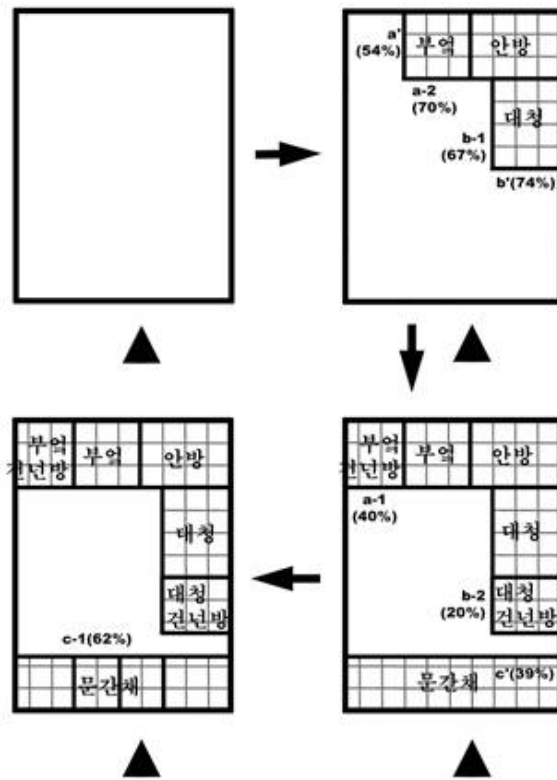 a'
(54%)
부엌
안방
a-2
(70%)
대청
b-1
(67%)
b'(74%)
부엌
건넌방
부엌
안방
대청
대청
건넌방
c-1(62%)
문간채
부엌
건넌방
부엌
안방
a-1
(40%)
대청
b-2
(20%)
대청
건넌방
c'(39%)
문간채